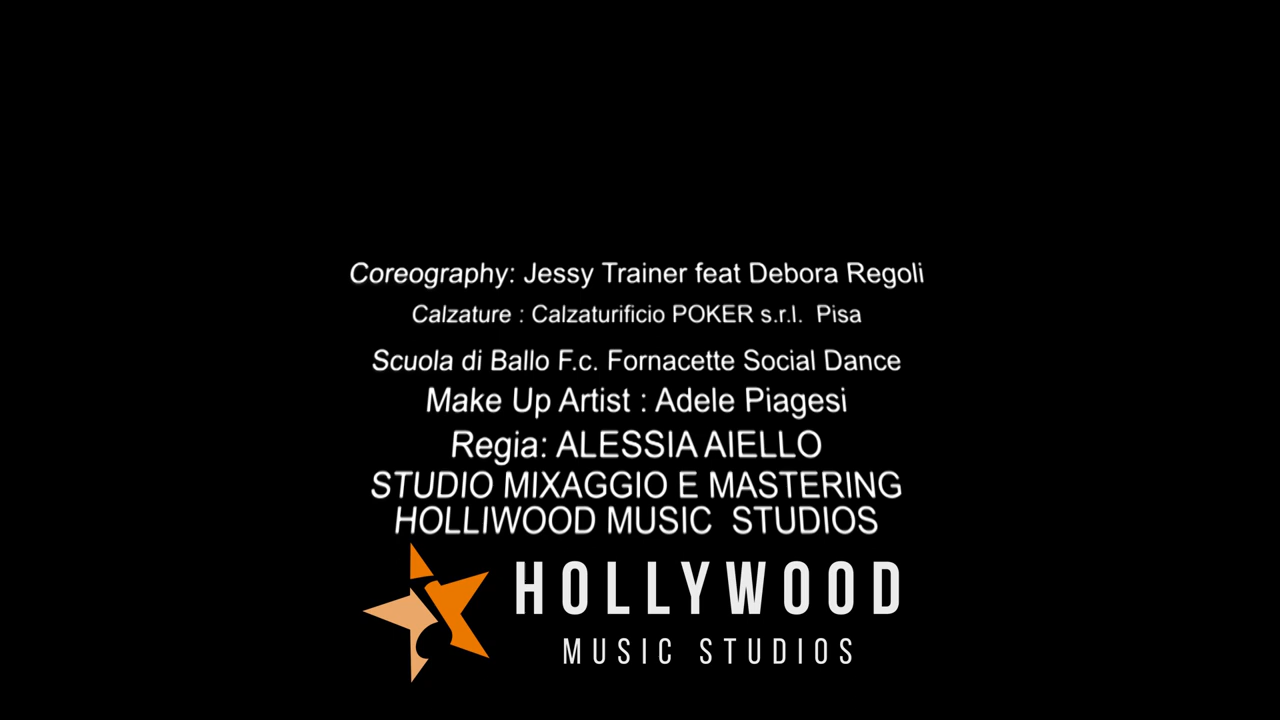 Coreography: Jessy Trainer feat Debora Regoli
Calzature : Calzaturificio POKER s.r.l.  Pisa
Scuola di Ballo F.c. Fornacette Social Dance
Make Up Artist : Adele Piagesi
Regia: ALESSIA AIELLO
STUDIO MIXAGGIO E MASTERING
HOLLIWOOD MUSIC  STUDIOS
HOLLYWOOD
MUSIC STUDIOS